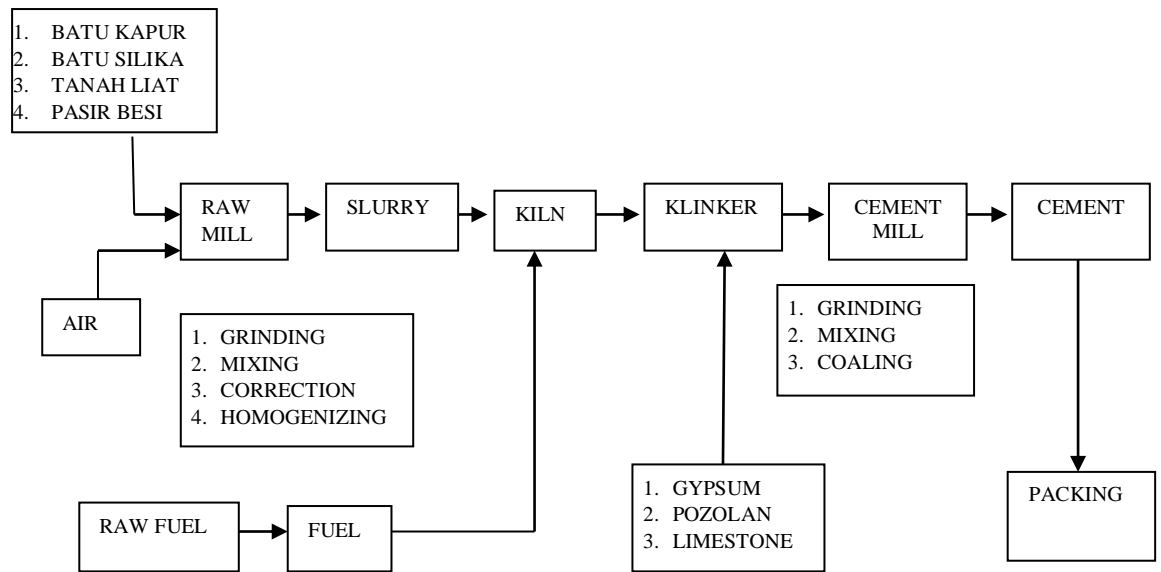 1. BATU KAPUR
2. BATU SILIKA
3. TANAH LIAT
4. PASIR BESI
RAW
MILL
SLURRY
KILN
KLINKER
CEMENT
MILL
CEMENT
AIR
1. GRINDING
2. MIXING
3. CORRECTION
4. HOMOGENIZING
1. GRINDING
2. MIXING
3. COALING
RAW FUEL
FUEL
1. GYPSUM
2. POZOLAN
3. LIMESTONE
PACKING